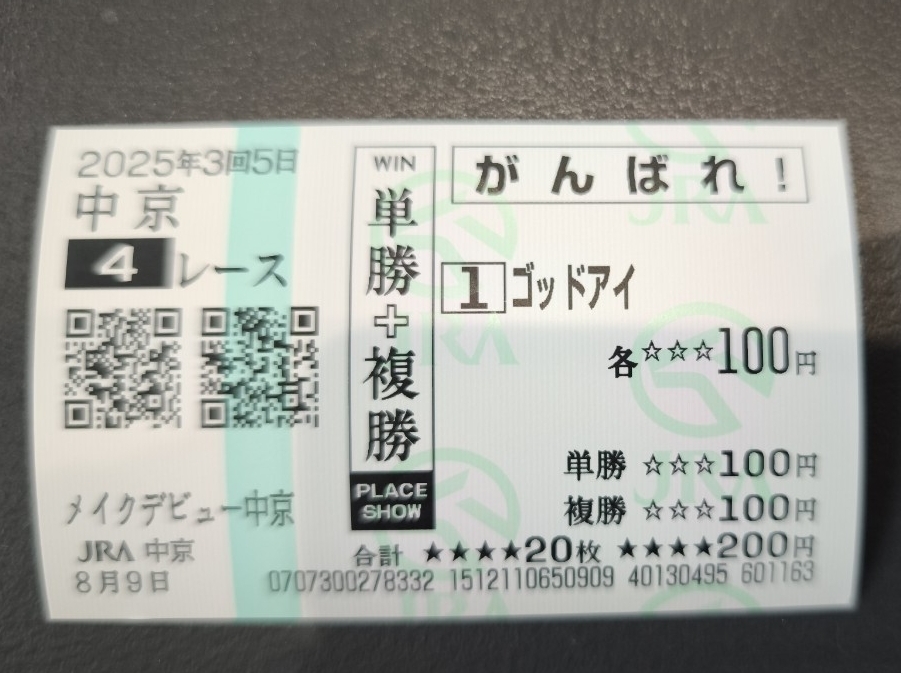 2025年3回5日
中京
4レース
メイクデビュー中京
JRA 中京
8月9日
WIN
単勝+複勝
PLACE
SHOW
がんばれ!
1 ゴッドアイ
各☆☆☆100円
単勝 ☆☆☆100円
複勝 ☆☆☆100円
合計 ★★★★20枚 ★★★★200円
0707300278332 1512110650909 40130495 601163
JRA
JRA
JRA
JRA